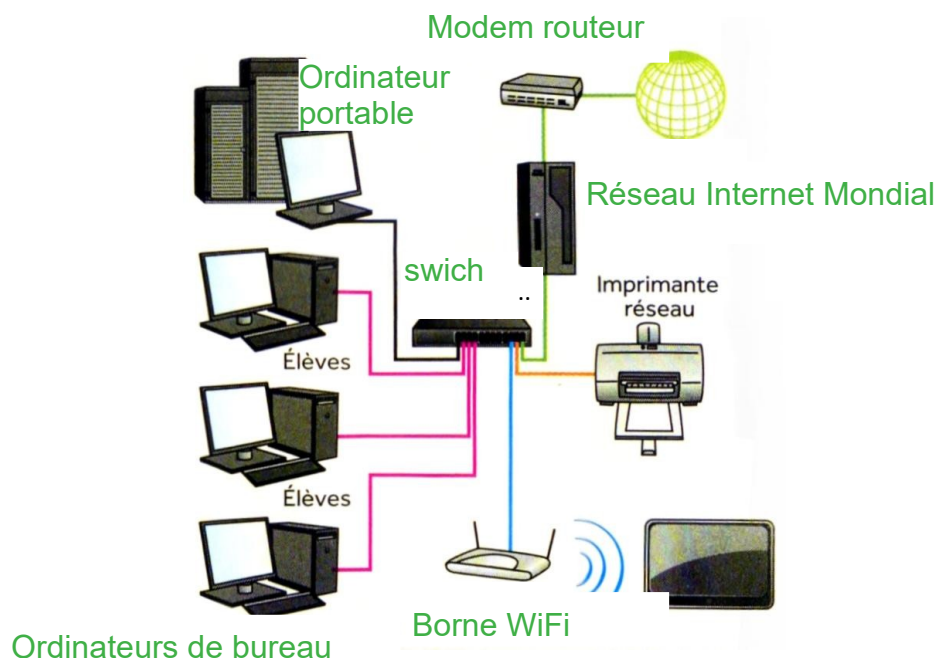 Modem routeur
Ordinateur
portable
Réseau Internet Mondial
swich
..
Imprimante
réseau
Élèves
Élèves
Borne WiFi
Ordinateurs de bureau